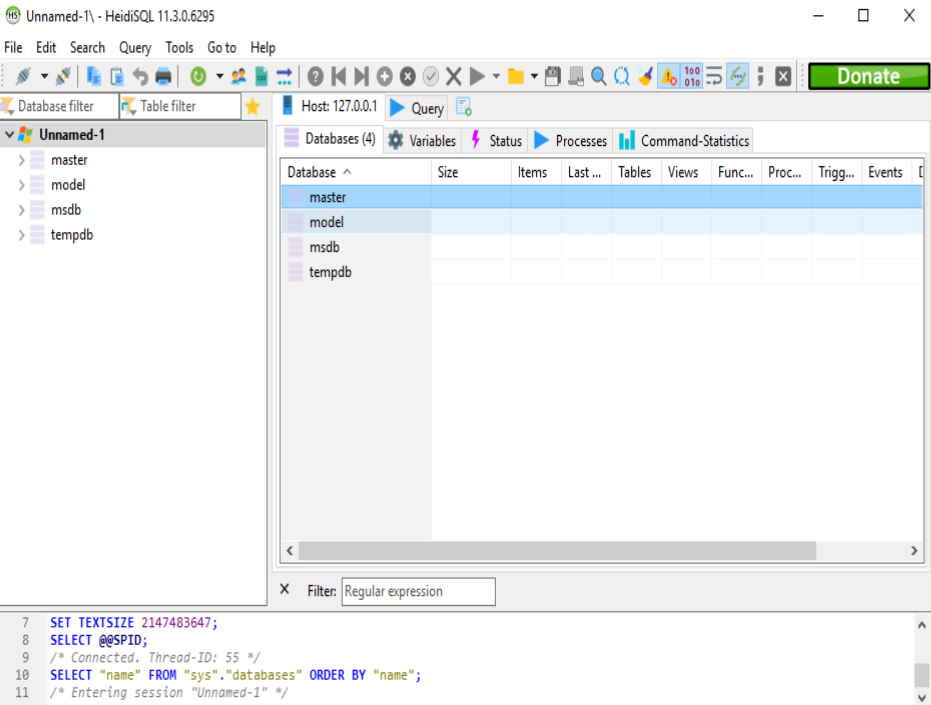 HS Unnamed-1\ - HeidiSQL 11.3.0.6295
File Edit Search Query Tools Go to Help
100 010 Donate
Database filter Table filter Host: 127.0.0.1 Query
Unnamed-1 Databases (4) Variables Status Processes Command-Statistics
master
model
msdb
tempdb
Database Size Items Last ... Tables Views Func... Proc... Trigg... Events
master
model
msdb
tempdb
Filter: Regular expression
7 SET TEXTSIZE 2147483647;
8 SELECT @@SPID;
9 /* Connected. Thread-ID: 55 */
10 SELECT "name" FROM "sys"."databases" ORDER BY "name";
11 /* Entering session "Unnamed-1" */